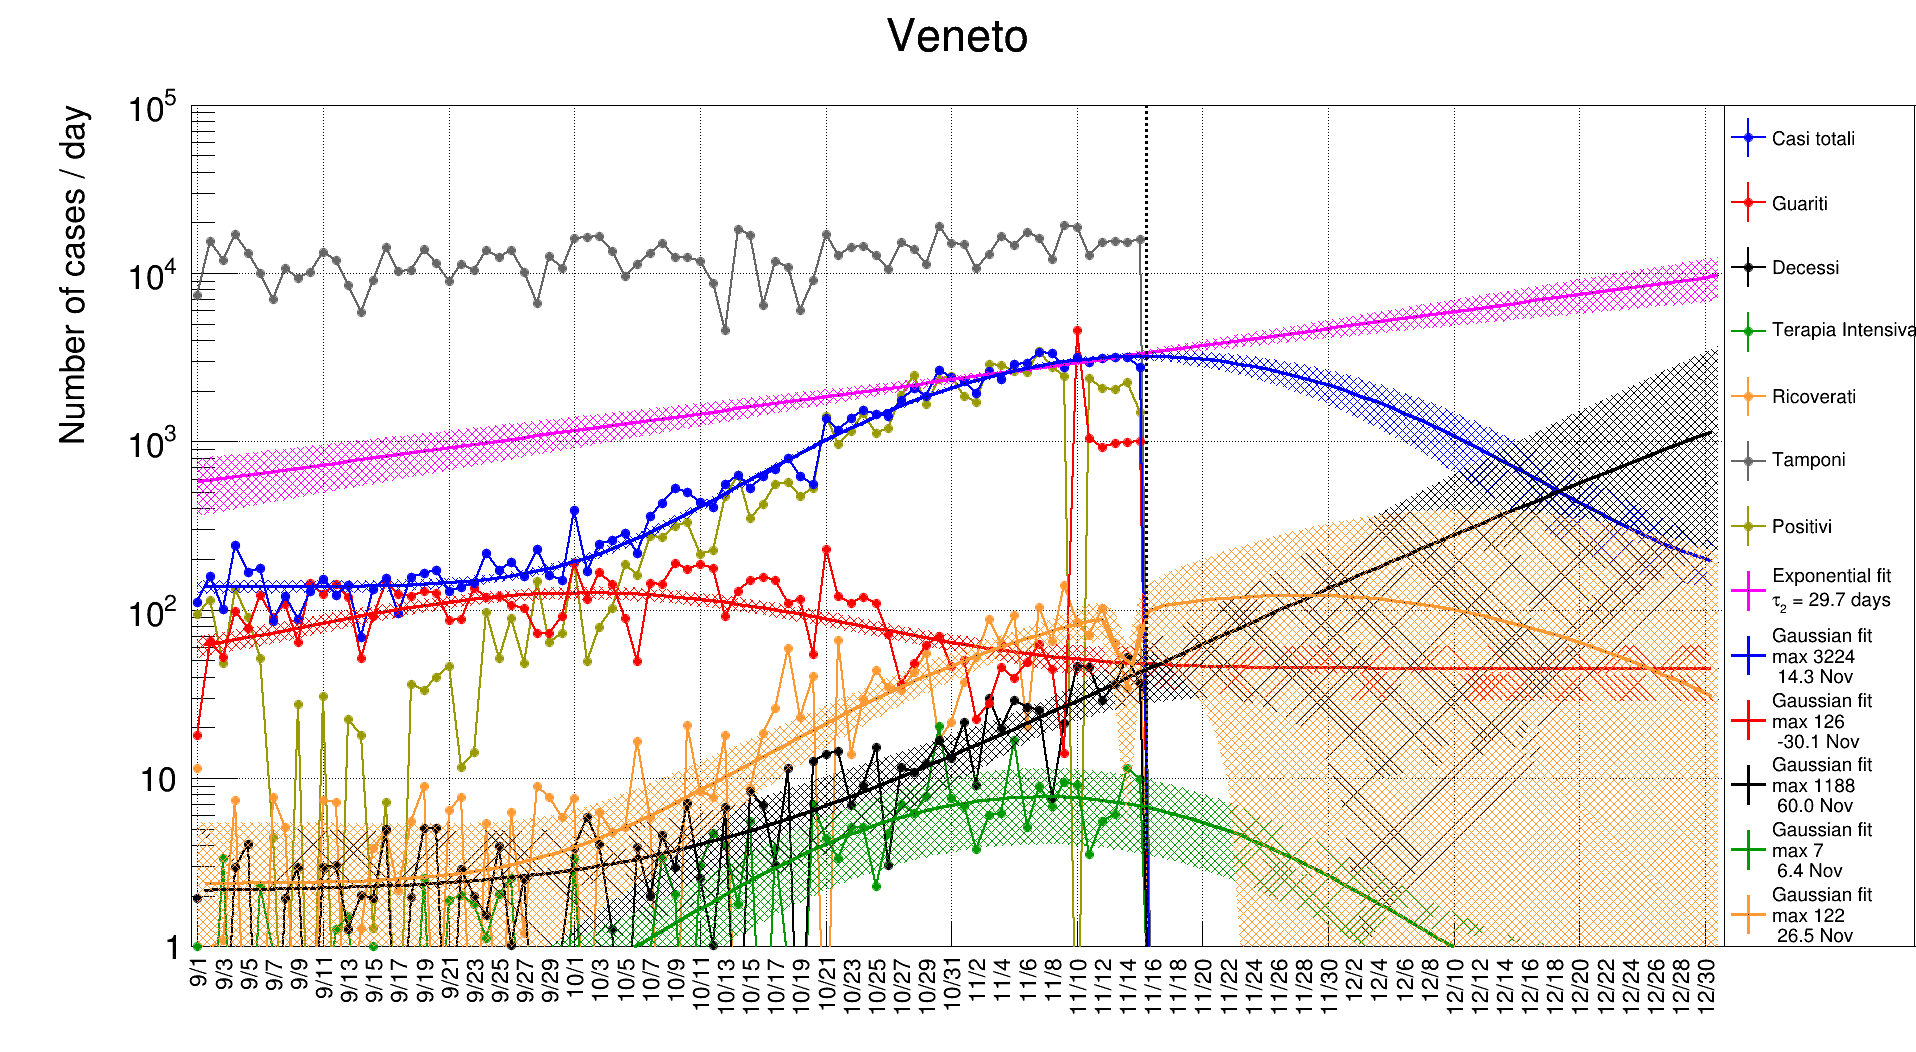 Veneto
Number of cases / day
10^5
10^4
10^3
10^2
10
1
9/1
9/3
9/5
9/7
9/9
9/11
9/13
9/15
9/17
9/19
9/21
9/23
9/25
9/27
9/29
10/1
10/3
10/5
10/7
10/9
10/11
10/13
10/15
10/17
10/19
10/21
10/23
10/25
10/27
10/29
10/31
11/2
11/4
11/6
11/8
11/10
11/12
11/14
11/16
11/18
11/20
11/22
11/24
11/26
11/28
11/30
12/2
12/4
12/6
12/8
12/10
12/12
12/14
12/16
12/18
12/20
12/22
12/24
12/26
12/28
12/30
Casi totali
Guariti
Decessi
Terapia Intensiva
Ricoverati
Tamponi
Positivi
Exponential fit
τ₂ = 29.7 days
Gaussian fit
max 3224
14.3 Nov
Gaussian fit
max 126
-30.1 Nov
Gaussian fit
max 1188
60.0 Nov
Gaussian fit
max 7
6.4 Nov
Gaussian fit
max 122
26.5 Nov